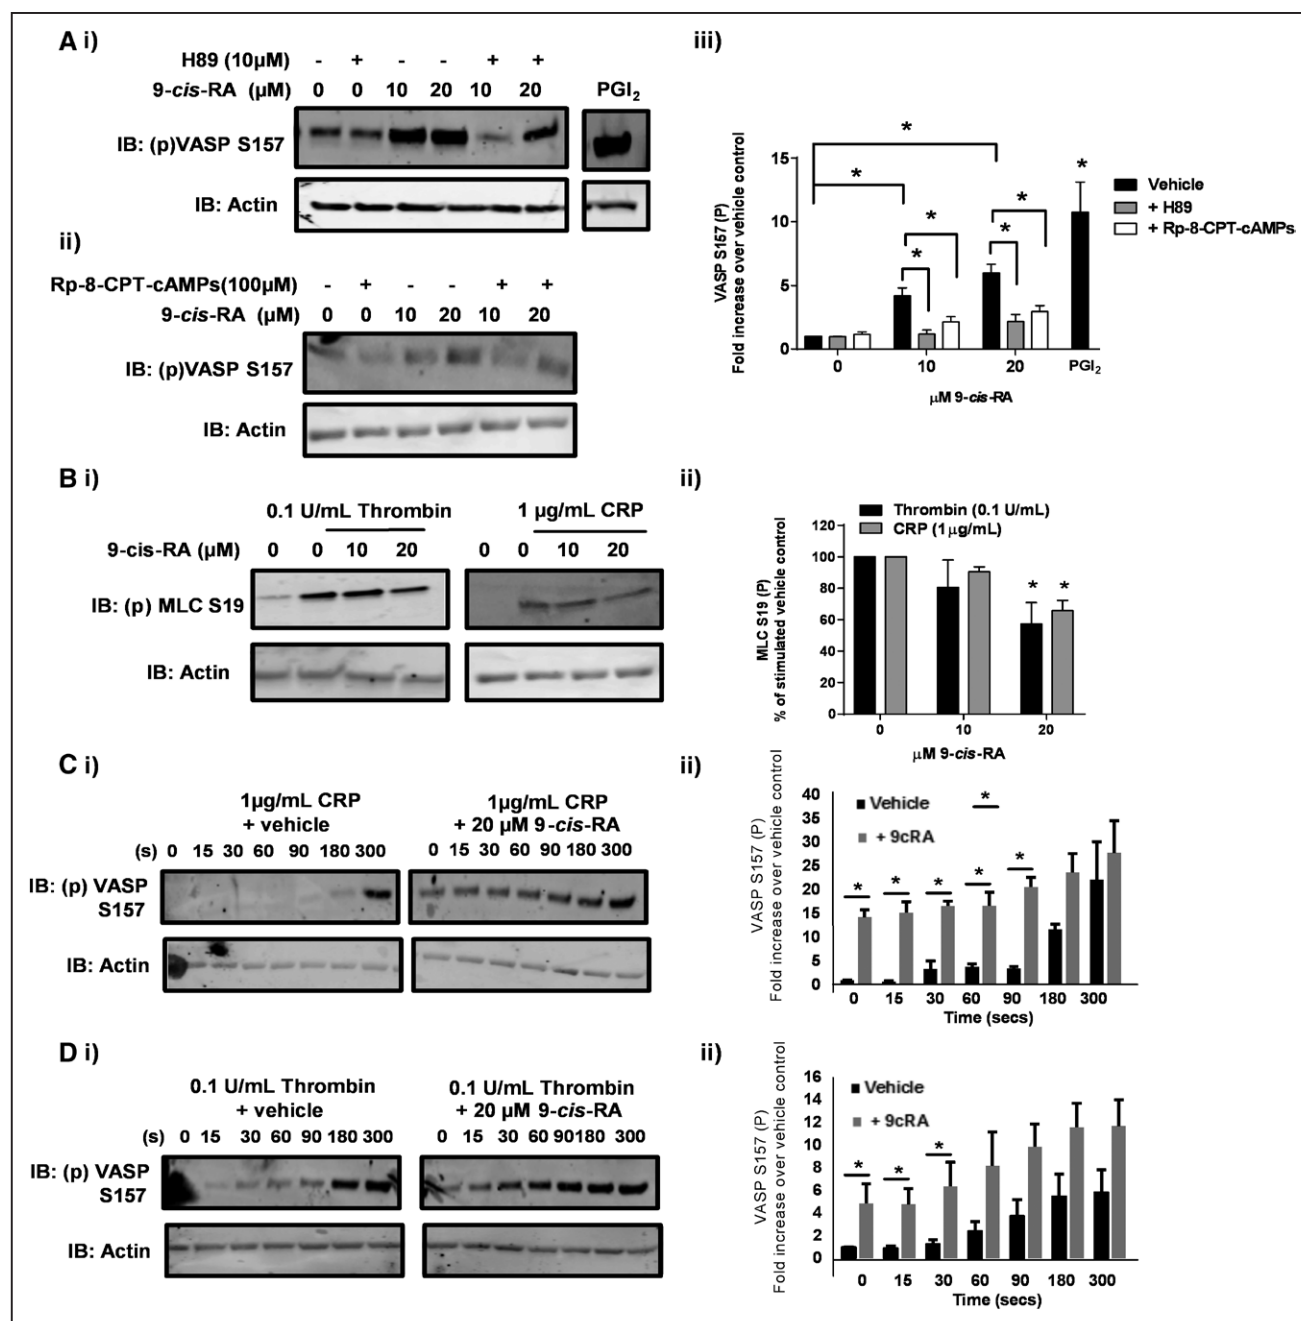 A i)
H89 (10µM) - + - - + +
9-cis-RA (µM) 0 0 10 20 10 20 PGI2
IB: (p)VASP S157
IB: Actin
ii)
Rp-8-CPT-cAMPs(100µM) - + - - + +
9-cis-RA (µM) 0 0 10 20 10 20
IB: (p)VASP S157
IB: Actin
iii)
VASP S157 (P)
Fold increase over vehicle control
15
10
5
0
* * * * * * *
Vehicle
+ H89
+ Rp-8-CPT-cAMPs
0 10 20 PGI2
µM 9-cis-RA
B i)
0.1 U/mL Thrombin 1 µg/mL CRP
9-cis-RA (µM) 0 0 10 20 0 0 10 20
IB: (p) MLC S19
IB: Actin
ii)
Thrombin (0.1 U/mL)
CRP (1µg/mL)
MLC S19 (P)
% of stimulated vehicle control
120
100
80
60
40
20
0
* *
0 10 20
µM 9-cis-RA
C i)
1µg/mL CRP
+ vehicle
1µg/mL CRP
+ 20 µM 9-cis-RA
(s) 0 15 30 60 90 180 300 0 15 30 60 90 180 300
IB: (p) VASP
S157
IB: Actin
ii)
VASP S157 (P)
Fold increase over vehicle control
40
35
30
25
20
15
10
5
0
Vehicle
+ 9cRA
* * * * * *
0 15 30 60 90 180 300
Time (secs)
D i)
0.1 U/mL Thrombin
+ vehicle
0.1 U/mL Thrombin
+ 20 µM 9-cis-RA
(s) 0 15 30 60 90 180 300 0 15 30 60 90180 300
IB: (p) VASP
S157
IB: Actin
ii)
VASP S157 (P)
Fold increase over vehicle control
16
14
12
10
8
6
4
2
0
Vehicle
+ 9cRA
* * *
0 15 30 60 90 180 300
Time (secs)